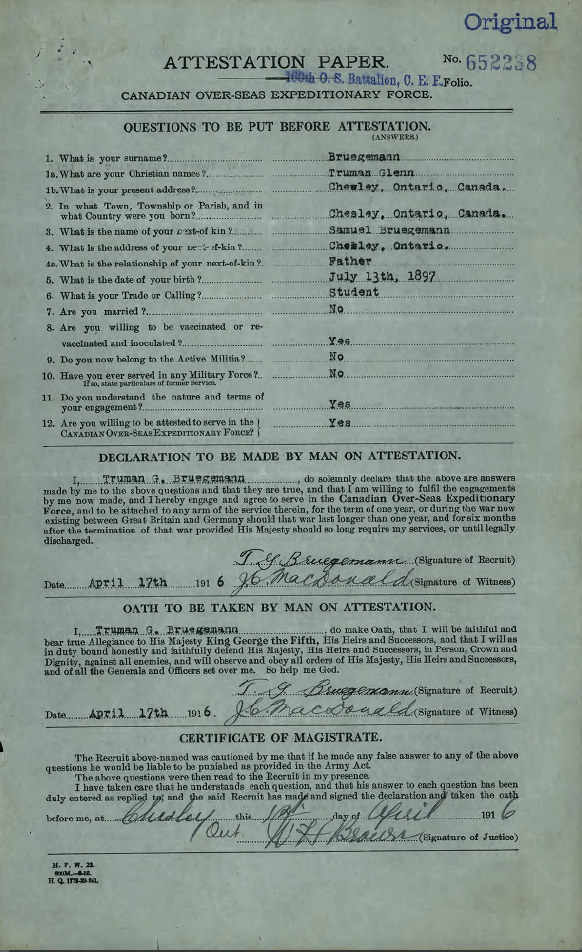 Original
ATTESTATION PAPER. No. 652238
160th O. S. Battalion, C. E. F. Folio.
CANADIAN OVER-SEAS EXPEDITIONARY FORCE.
QUESTIONS TO BE PUT BEFORE ATTESTATION.
(ANSWERS.)
1. What is your surname? Bruegemann
1a. What are your Christian names? Truman Glenn
1b. What is your present address? Chesley, Ontario, Canada.
2. In what Town, Township or Parish, and in
what Country were you born? Chesley, Ontario, Canada.
3. What is the name of your next-of kin? Samuel Bruegemann
4. What is the address of your next-of-kin? Chesley, Ontario.
4a. What is the relationship of your next-of-kin? Father
5. What is the date of your birth? July 13th, 1897
6. What is your Trade or Calling? Student
7. Are you married? No
8. Are you willing to be vaccinated or re-
vaccinated and inoculated? Yes
9. Do you now belong to the Active Militia? No
10. Have you ever served in any Military Force? No
If so, state particulars of former Service.
11. Do you understand the nature and terms of
your engagement? Yes
12. Are you willing to be attested to serve in the
CANADIAN OVER-SEAS EXPEDITIONARY FORCE? Yes
DECLARATION TO BE MADE BY MAN ON ATTESTATION.
I, Truman G. Bruegemann, do solemnly declare that the above are answers
made by me to the above questions and that they are true, and that I am willing to fulfil the engagements
by me now made, and I hereby engage and agree to serve in the Canadian Over-Seas Expeditionary
Force, and to be attached to any arm of the service therein, for the term of one year, or during the war now
existing between Great Britain and Germany should that war last longer than one year, and for six months
after the termination of that war provided His Majesty should so long require my services, or until legally
discharged.
T. G. Bruegemann (Signature of Recruit)
Date April 17th 1916 J C MacDonald (Signature of Witness)
OATH TO BE TAKEN BY MAN ON ATTESTATION.
I, Truman G. Bruegemann, do make Oath, that I will be faithful and
bear true Allegiance to His Majesty King George the Fifth, His Heirs and Successors, and that I will as
in duty bound honestly and faithfully defend His Majesty, His Heirs and Successors, in Person, Crown and
Dignity, against all enemies, and will observe and obey all orders of His Majesty, His Heirs and Successors,
and of all the Generals and Officers set over me. So help me God.
T. G Bruegemann (Signature of Recruit)
Date April 17th 1916. J C MacDonald (Signature of Witness)
CERTIFICATE OF MAGISTRATE.
The Recruit above-named was cautioned by me that if he made any false answer to any of the above
questions he would be liable to be punished as provided in the Army Act.
The above questions were then read to the Recruit in my presence.
I have taken care that he understands each question, and that his answer to each question has been
duly entered as replied to, and the said Recruit has made and signed the declaration and taken the oath
before me, at Chesley this day of April 1916
Ont. (Signature of Justice)
M. F. W. 23.
H. Q.